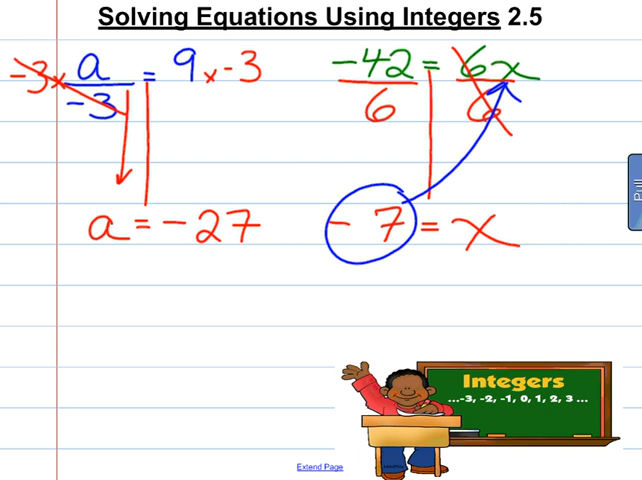 Solving Equations Using Integers 2.5
-3 x a = 9 x -3
-3
a = -27
-42 = 6x
6 6
-7 = x
Pull
Integers
...-3, -2, -1, 0, 1, 2, 3 ...
Extend Page